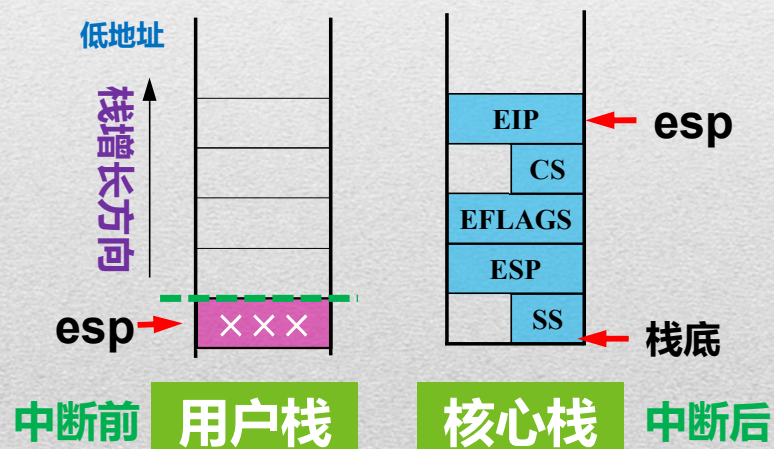 低地址
栈增长方向
esp
×××
中断前
用户栈
EIP
CS
EFLAGS
ESP
SS
esp
栈底
核心栈
中断后